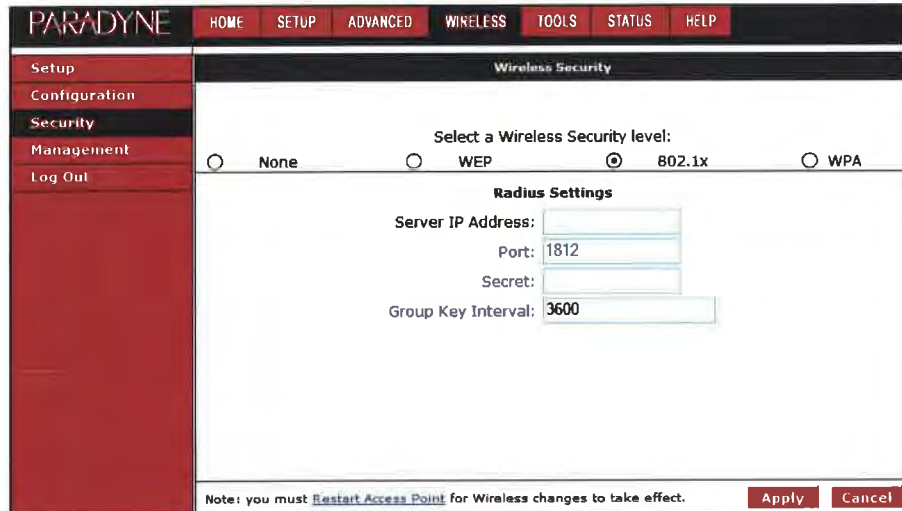 PARADYNE
HOME SETUP ADVANCED WIRELESS TOOLS STATUS HELP
Setup
Configuration
Security
Management
Log Out
Wireless Security
Select a Wireless Security level:
None WEP 802.1x WPA
Radius Settings
Server IP Address:
Port: 1812
Secret:
Group Key Interval: 3600
Note: you must Restart Access Point for Wireless changes to take effect.
Apply Cancel